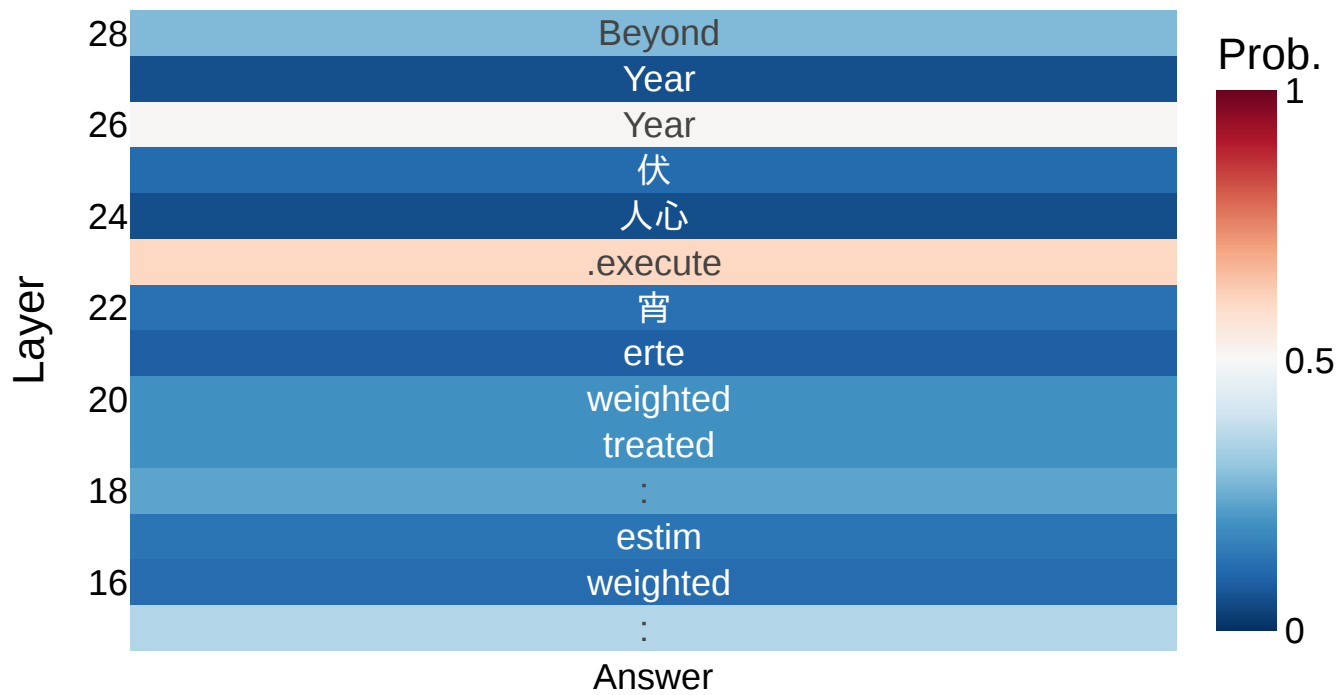 Prob.
28 Beyond
Year
26 Year
伏
24 人心
.execute
22 宵
erte
20 weighted
treated
18 :
estim
16 weighted
:
Layer
Answer
1
0.5
0